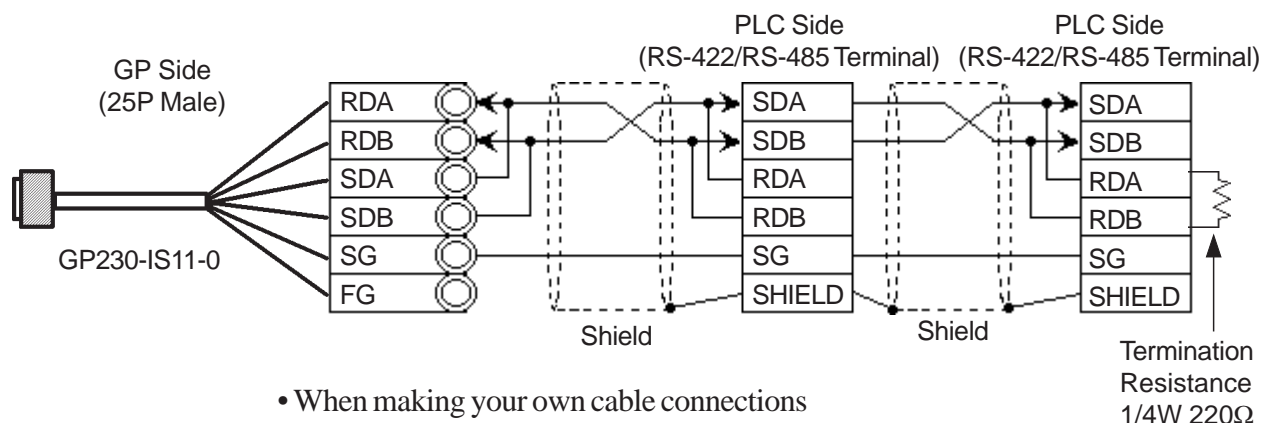 PLC Side
(RS-422/RS-485 Terminal)
PLC Side
(RS-422/RS-485 Terminal)
GP Side
(25P Male)
GP230-IS11-0
RDA
RDB
SDA
SDB
SG
FG
Shield
SDA
SDB
RDA
RDB
SG
SHIELD
Shield
SDA
SDB
RDA
RDB
SG
SHIELD
Termination
Resistance
1/4W 220Ω
• When making your own cable connections